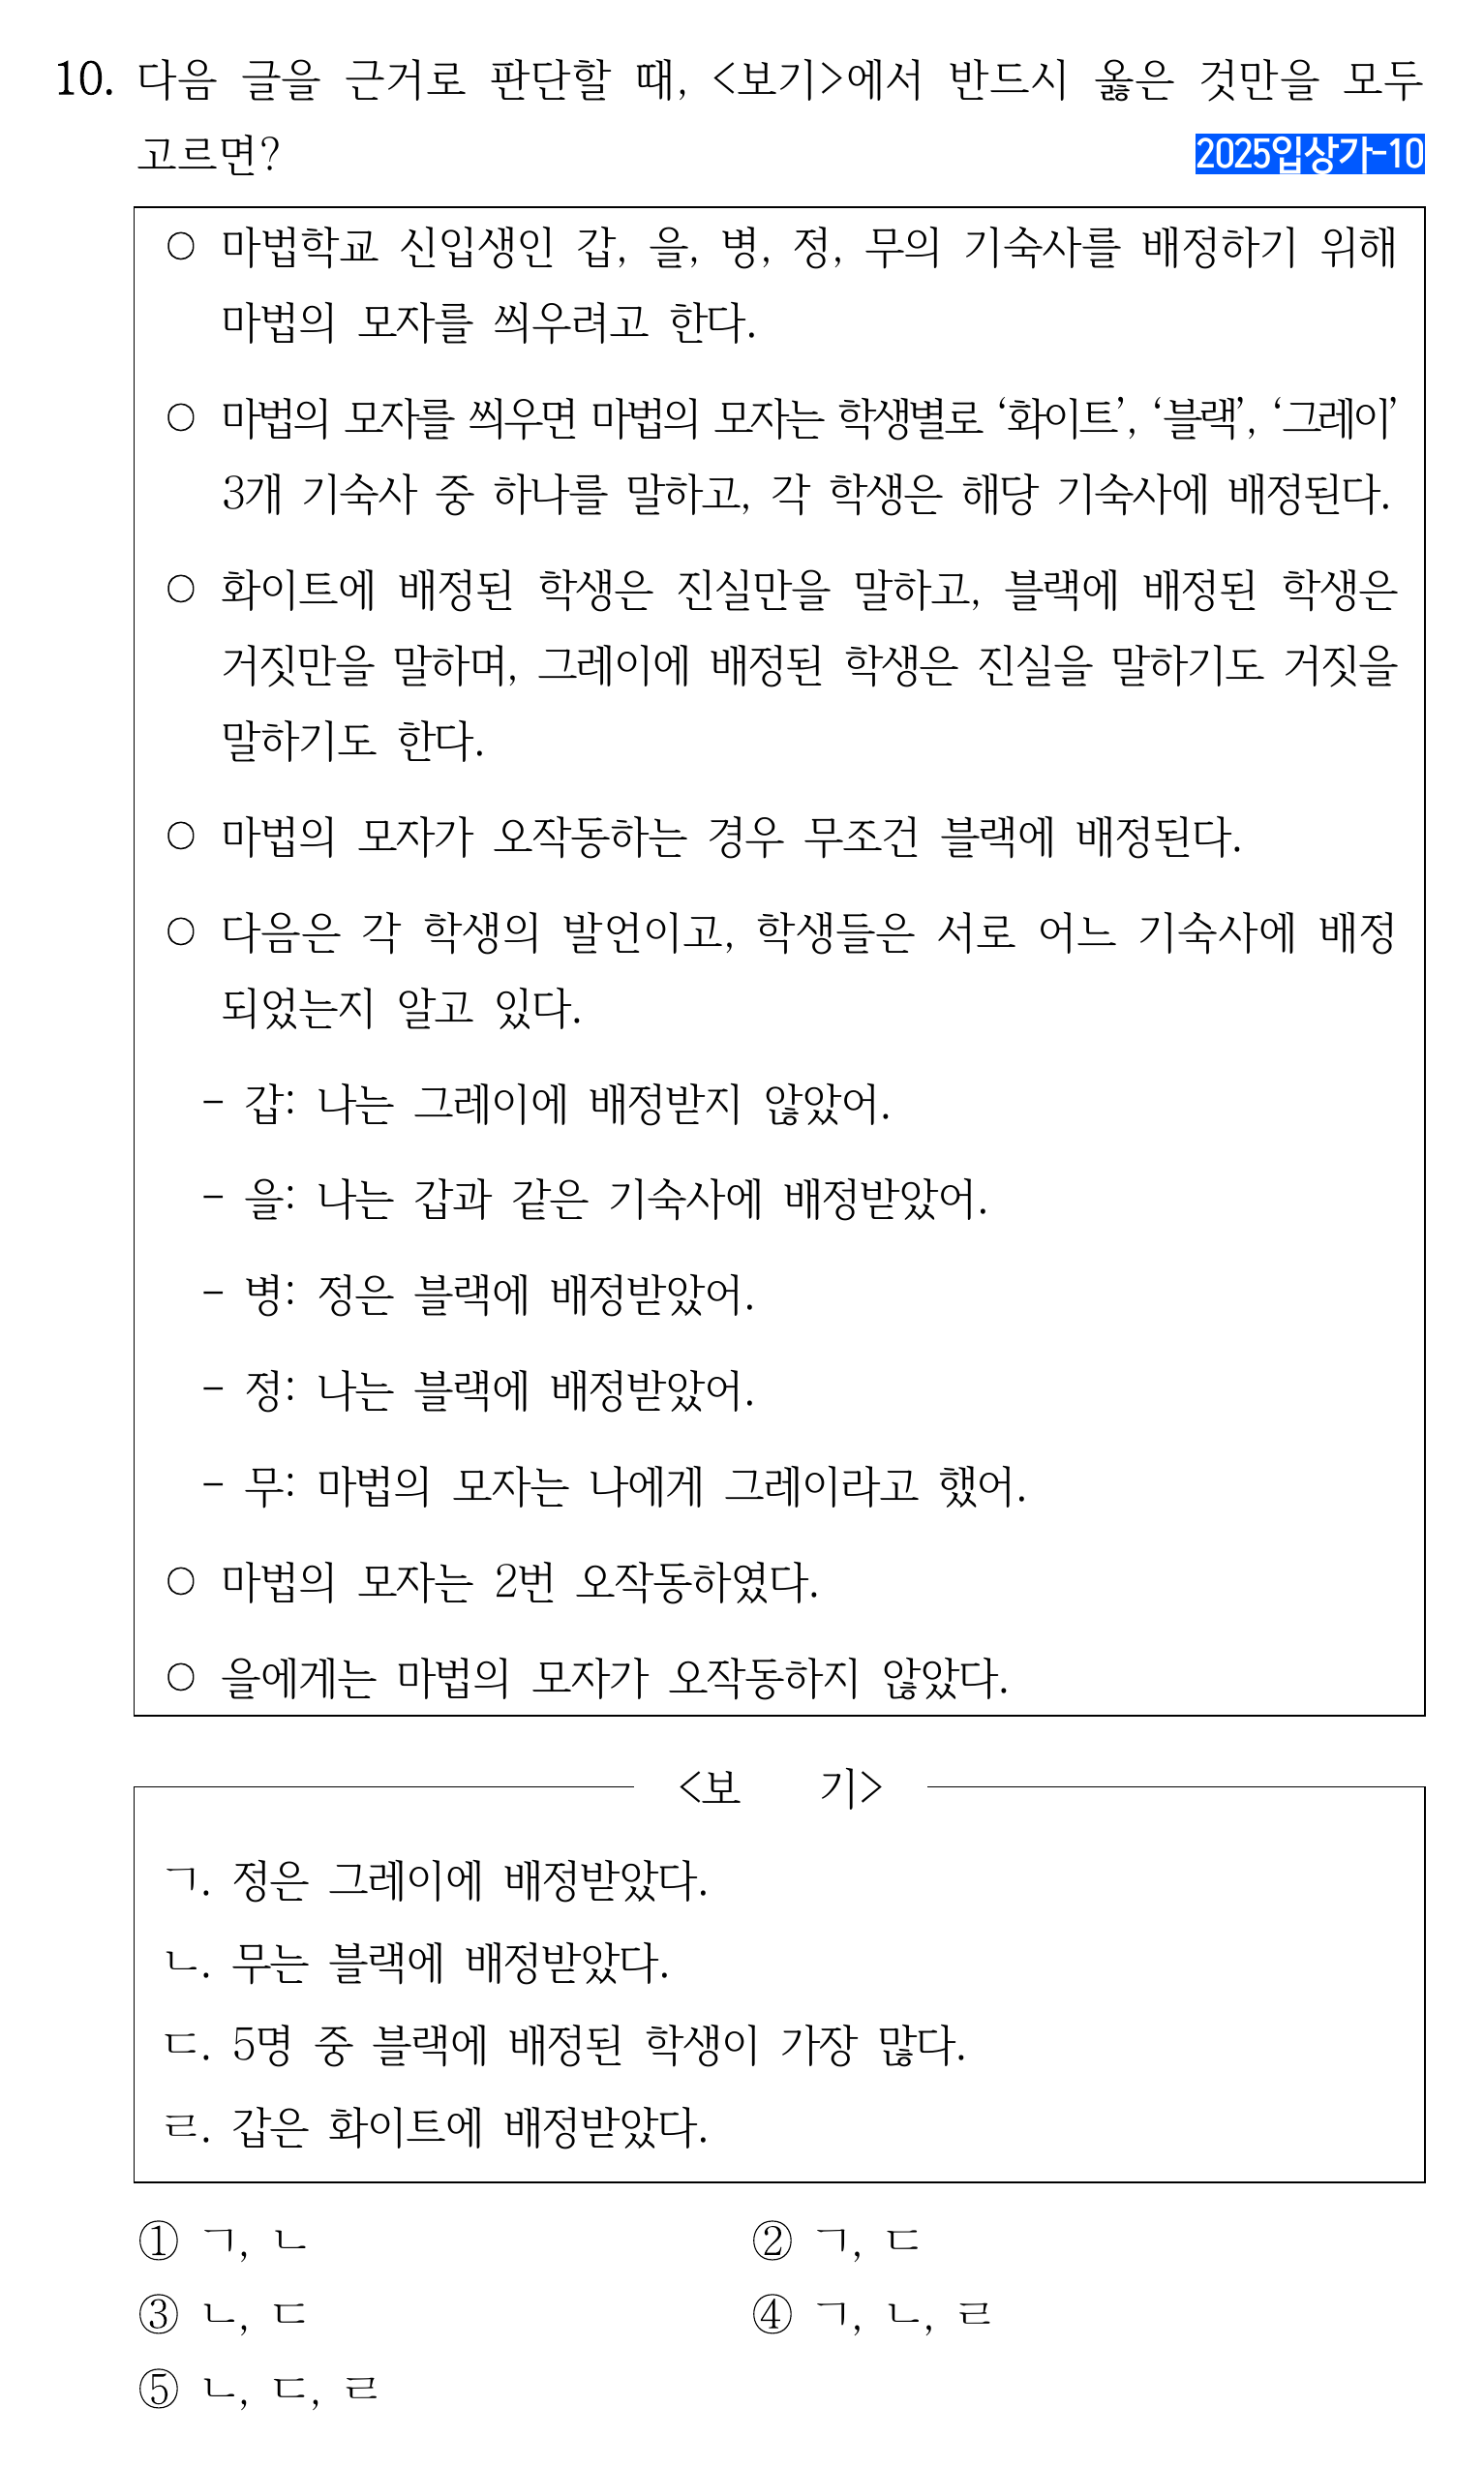 10. 다음 글을 근거로 판단할 때, <보기>에서 반드시 옳은 것만을 모두
고르면?
2025입상가-10
○ 마법학교 신입생인 갑, 을, 병, 정, 무의 기숙사를 배정하기 위해
마법의 모자를 씌우려고 한다.
○ 마법의 모자를 씌우면 마법의 모자는 학생별로 ‘화이트’, ‘블랙’, ‘그레이’
3개 기숙사 중 하나를 말하고, 각 학생은 해당 기숙사에 배정된다.
○ 화이트에 배정된 학생은 진실만을 말하고, 블랙에 배정된 학생은
거짓만을 말하며, 그레이에 배정된 학생은 진실을 말하기도 거짓을
말하기도 한다.
○ 마법의 모자가 오작동하는 경우 무조건 블랙에 배정된다.
○ 다음은 각 학생의 발언이고, 학생들은 서로 어느 기숙사에 배정
되었는지 알고 있다.
- 갑: 나는 그레이에 배정받지 않았어.
- 을: 나는 갑과 같은 기숙사에 배정받았어.
- 병: 정은 블랙에 배정받았어.
- 정: 나는 블랙에 배정받았어.
- 무: 마법의 모자는 나에게 그레이라고 했어.
○ 마법의 모자는 2번 오작동하였다.
○ 을에게는 마법의 모자가 오작동하지 않았다.
<보 기>
ㄱ. 정은 그레이에 배정받았다.
ㄴ. 무는 블랙에 배정받았다.
ㄷ. 5명 중 블랙에 배정된 학생이 가장 많다.
ㄹ. 갑은 화이트에 배정받았다.
① ㄱ, ㄴ ② ㄱ, ㄷ
③ ㄴ, ㄷ ④ ㄱ, ㄴ, ㄹ
⑤ ㄴ, ㄷ, ㄹ